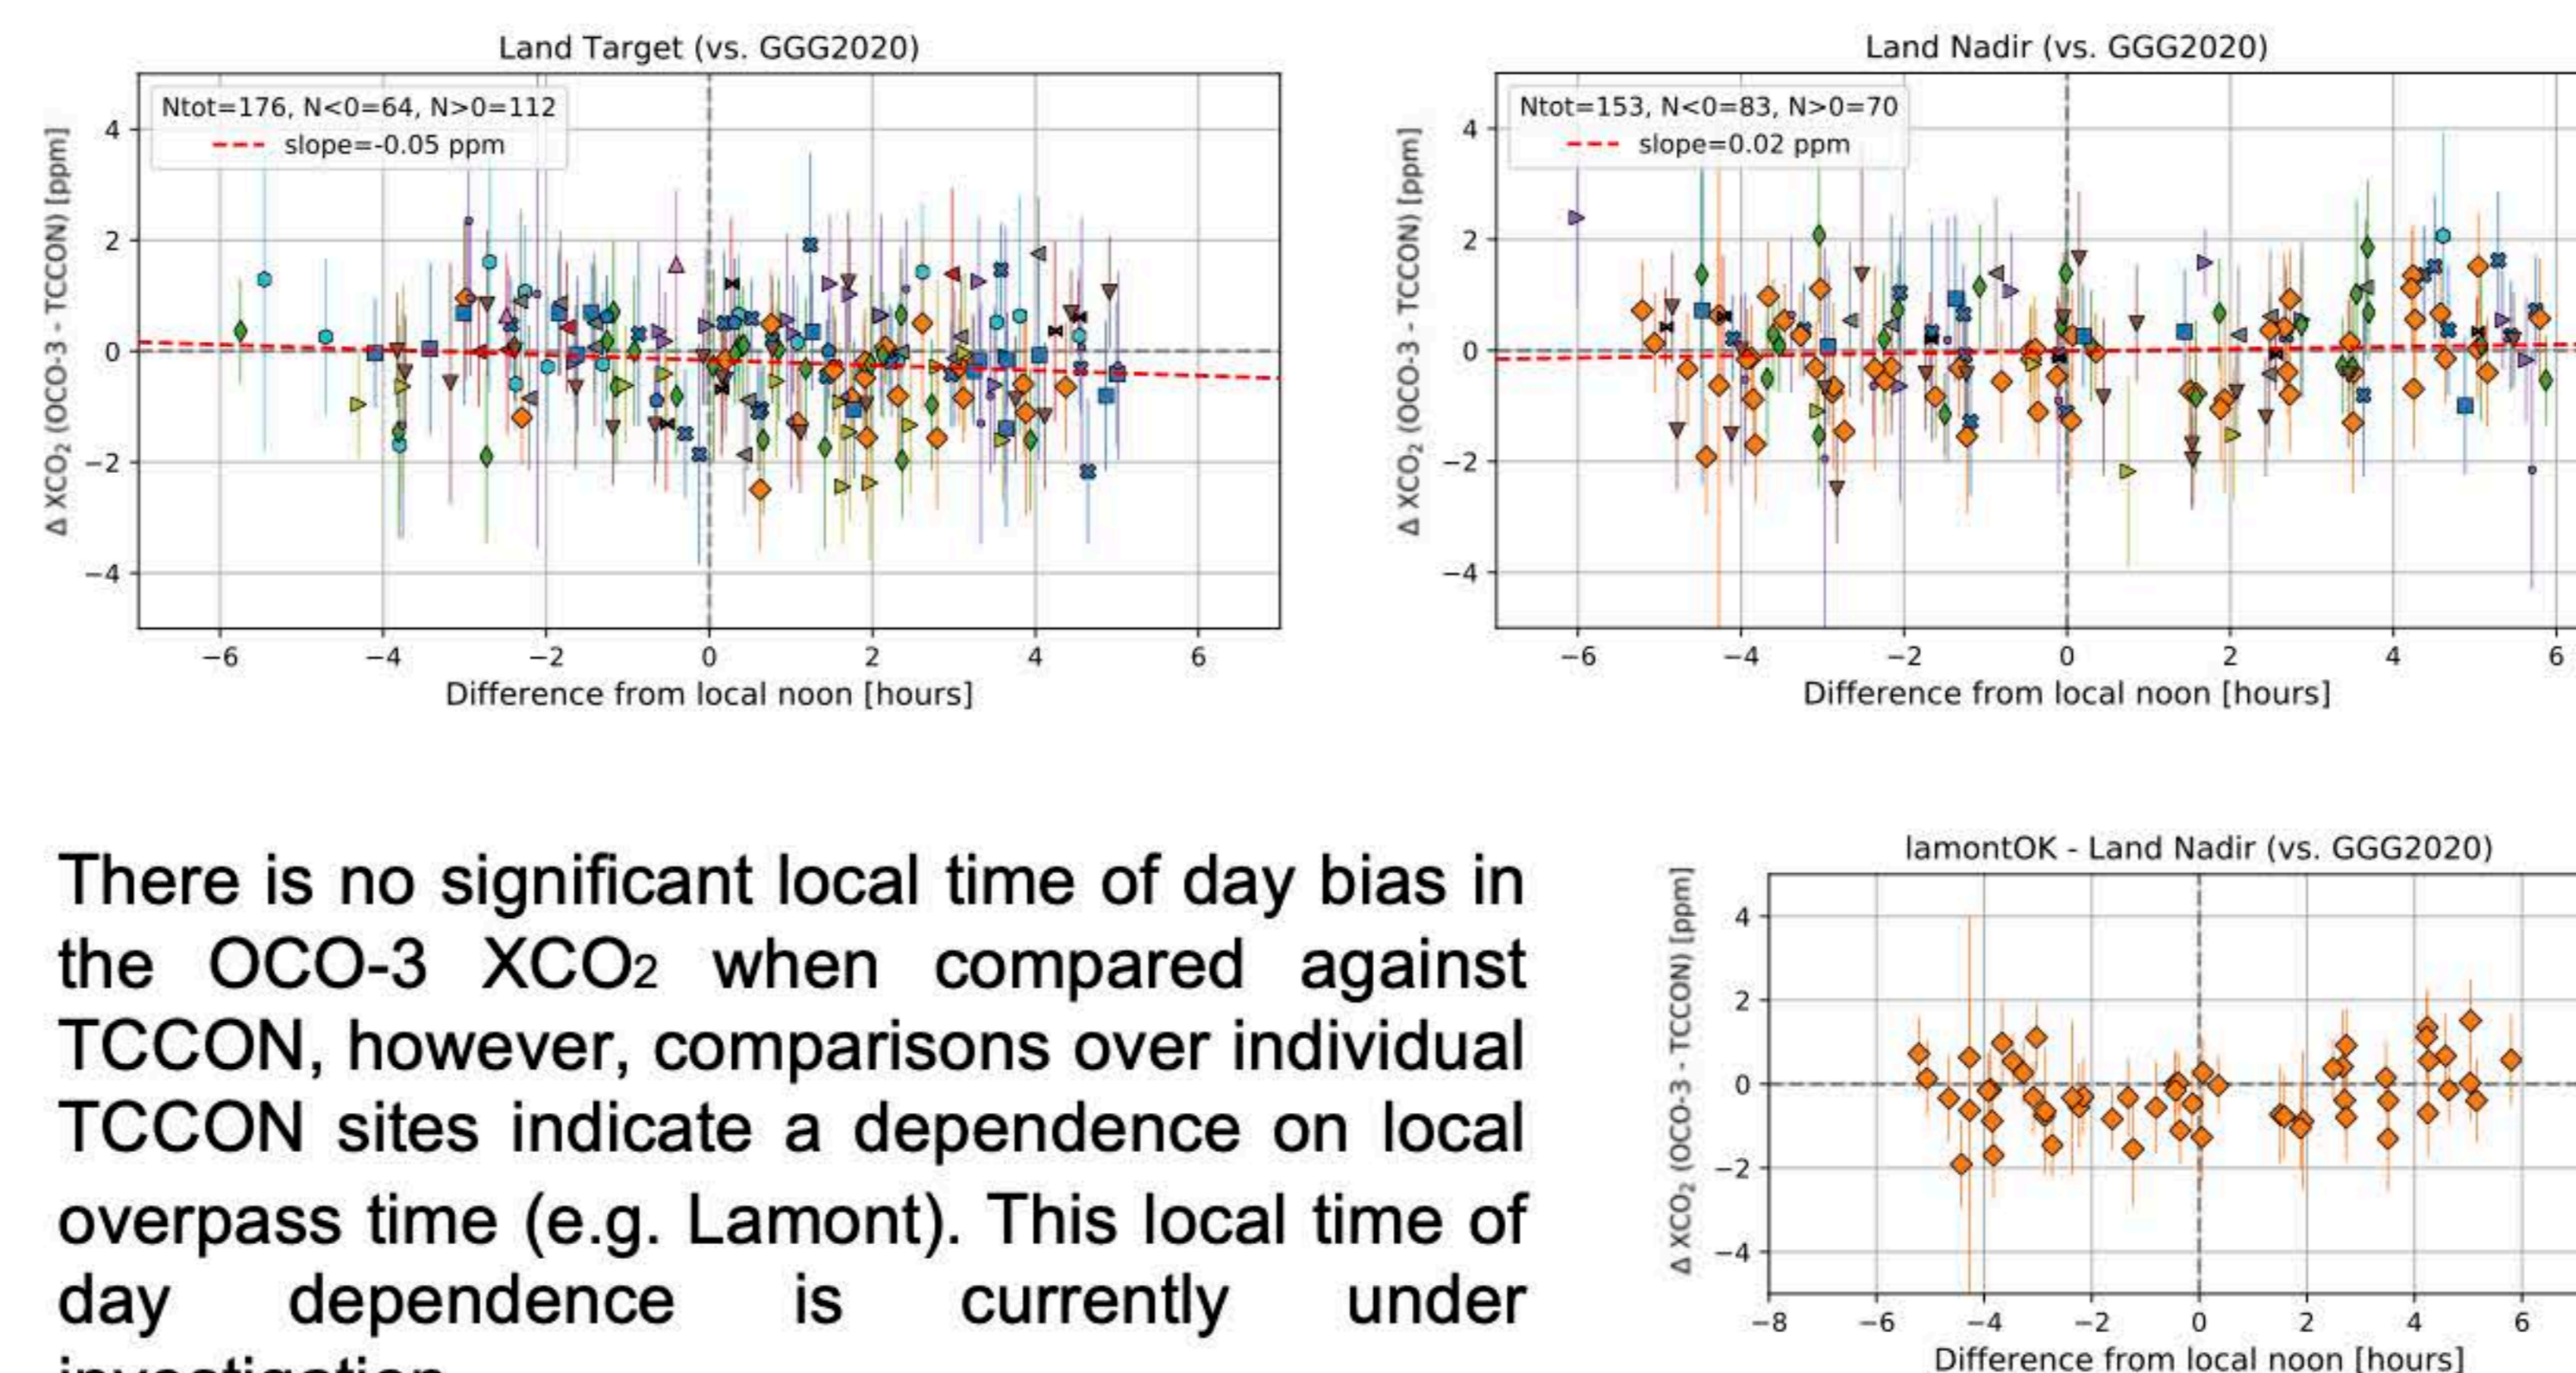 Land Target (vs. GGG2020)
Ntot=176, N<0=64, N>0=112
slope=-0.05 ppm
Δ XCO₂ (OCO-3 - TCCON) [ppm]
4
2
0
−2
−4
−6 −4 −2 0 2 4 6
Difference from local noon [hours]
Land Nadir (vs. GGG2020)
Ntot=153, N<0=83, N>0=70
slope=0.02 ppm
Δ XCO₂ (OCO-3 - TCCON) [ppm]
4
2
0
−2
−4
−6 −4 −2 0 2 4 6
Difference from local noon [hours]
There is no significant local time of day bias in
the OCO-3 XCO2 when compared against
TCCON, however, comparisons over individual
TCCON sites indicate a dependence on local
overpass time (e.g. Lamont). This local time of
day dependence is currently under
investigation
lamontOK - Land Nadir (vs. GGG2020)
Δ XCO₂ (OCO-3 - TCCON) [ppm]
4
2
0
−2
−4
−8 −6 −4 −2 0 2 4 6
Difference from local noon [hours]